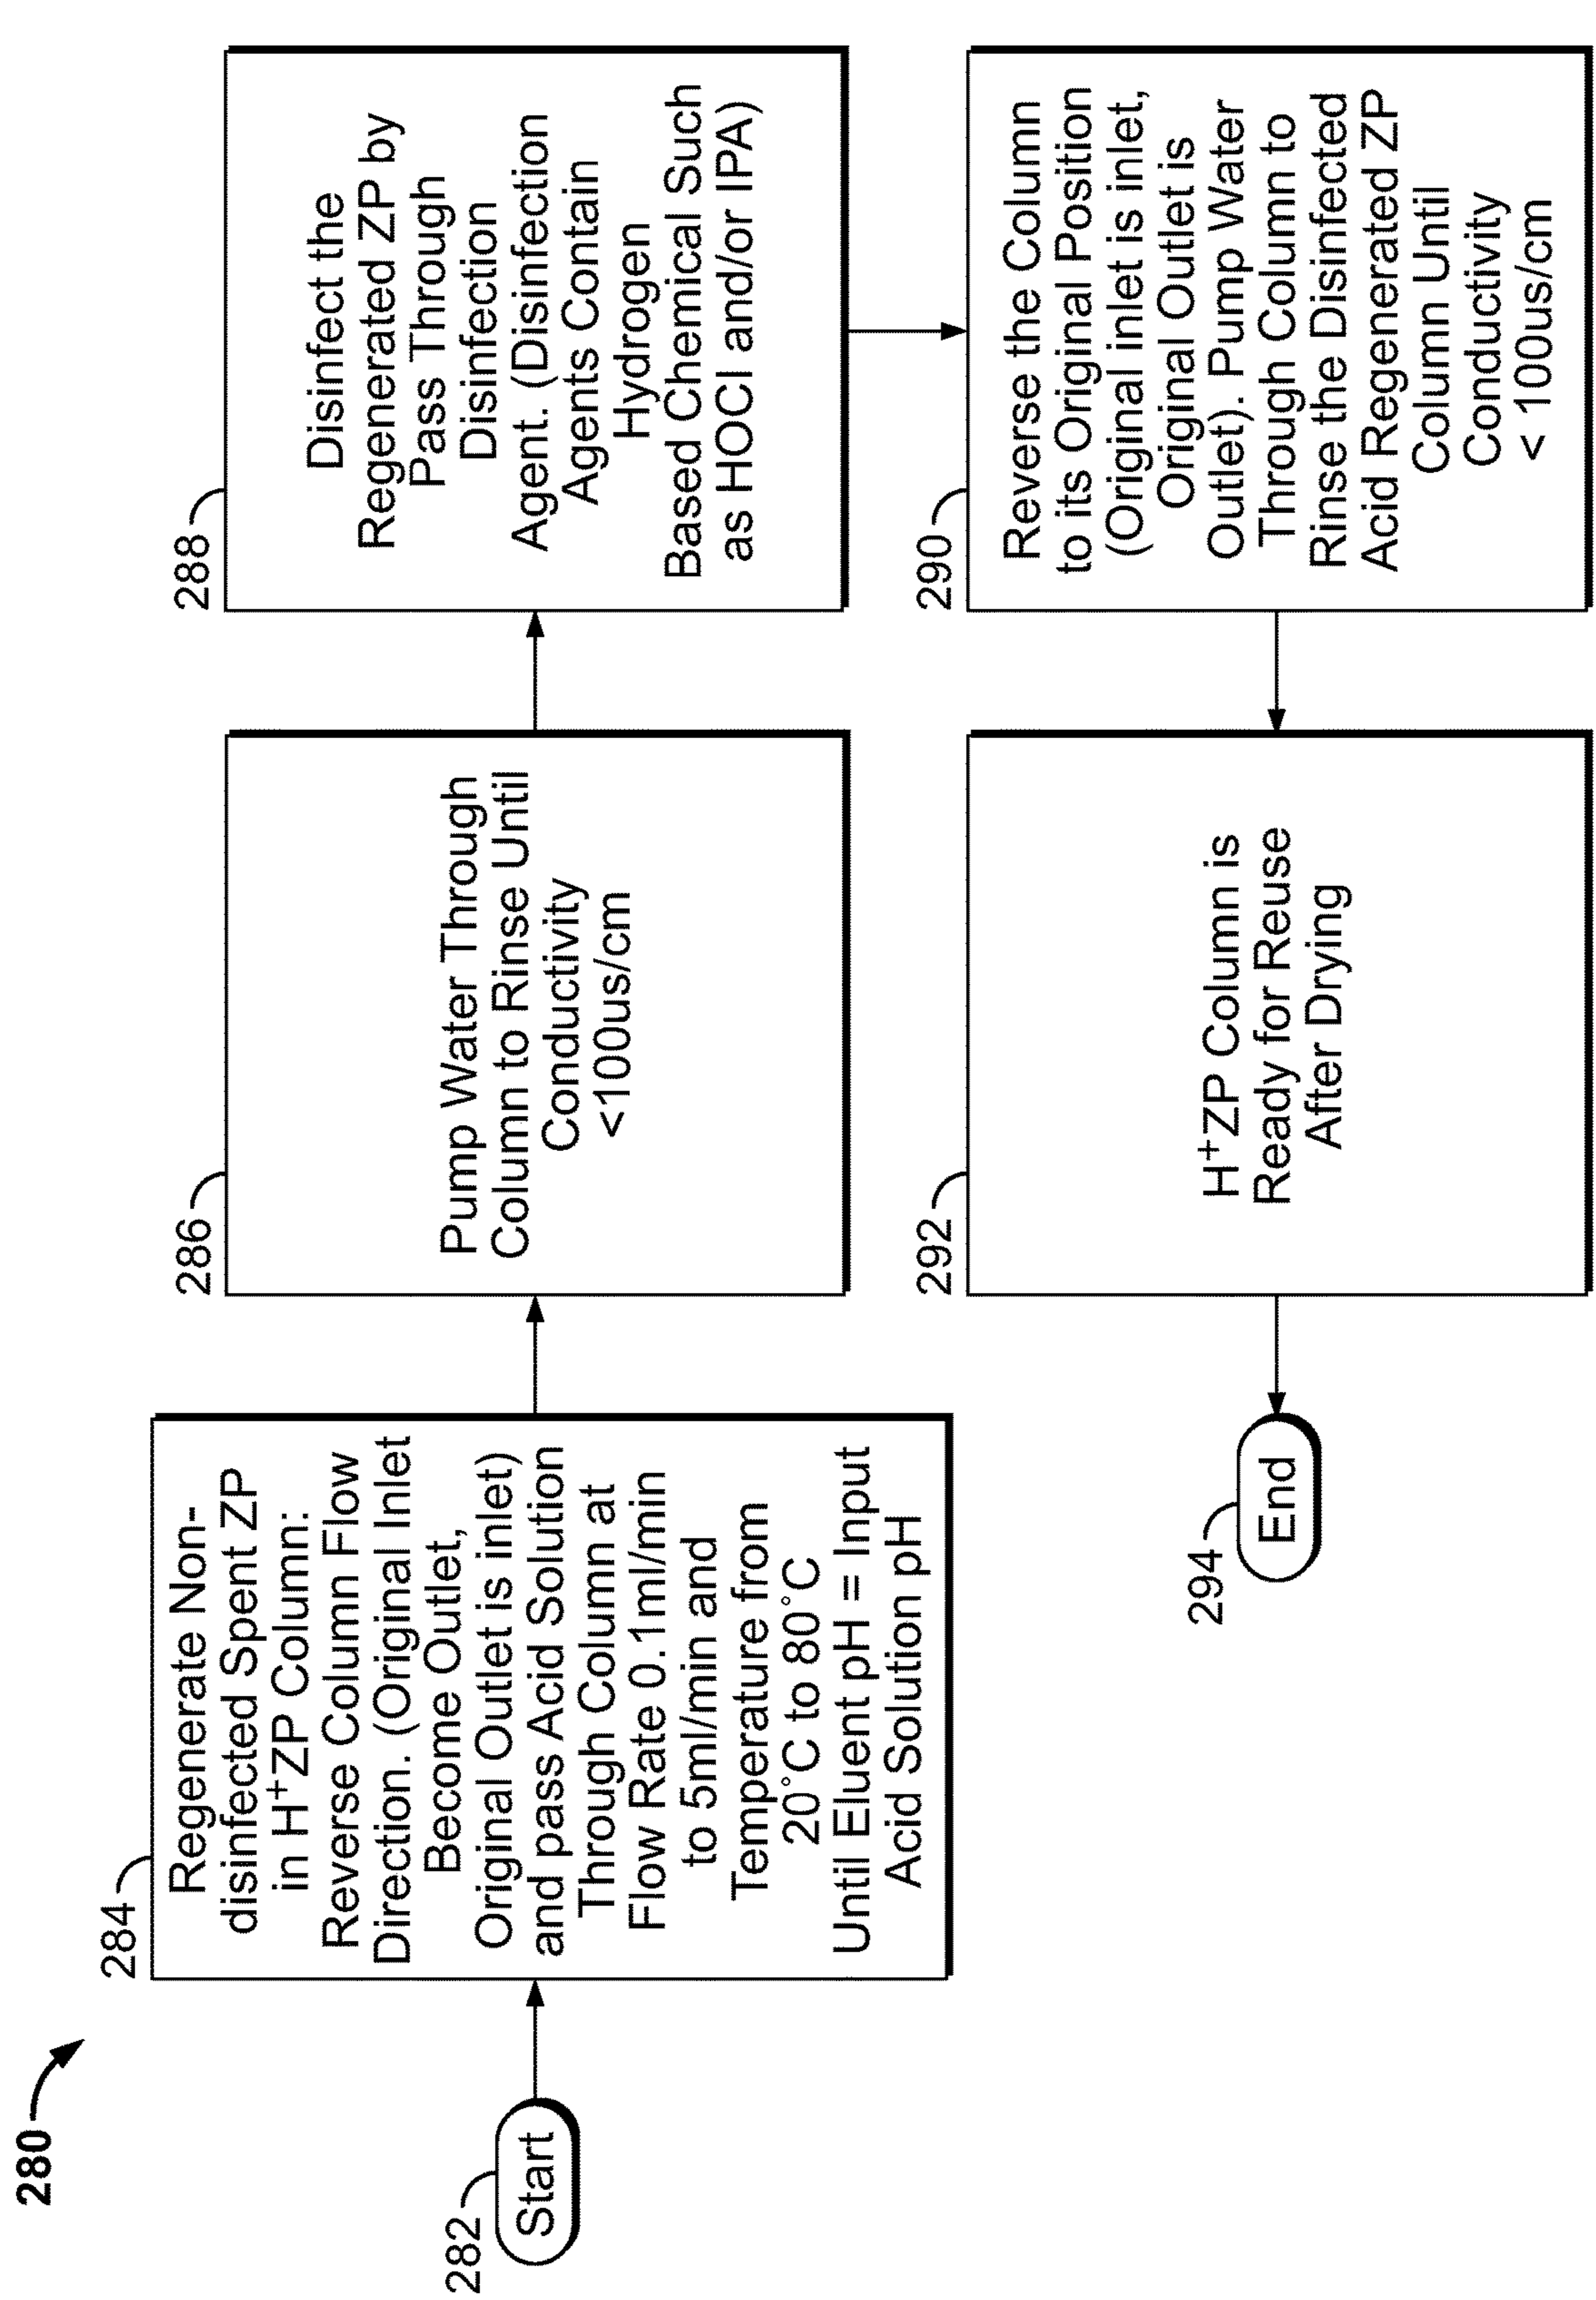 280
282
Start
284
Regenerate Non-
disinfected Spent ZP
in H⁺ZP Column:
Reverse Column Flow
Direction. (Original Inlet
Become Outlet,
Original Outlet is inlet)
and pass Acid Solution
Through Column at
Flow Rate 0.1ml/min
to 5ml/min and
Temperature from
20°C to 80°C
Until Eluent pH = Input
Acid Solution pH
286
Pump Water Through
Column to Rinse Until
Conductivity
<100us/cm
288
Disinfect the
Regenerated ZP by
Pass Through
Disinfection
Agent. (Disinfection
Agents Contain
Hydrogen
Based Chemical Such
as HOCl and/or IPA)
290
Reverse the Column
to its Original Position
(Original inlet is inlet,
Original Outlet is
Outlet). Pump Water
Through Column to
Rinse the Disinfected
Acid Regenerated ZP
Column Until
Conductivity
< 100us/cm
292
H⁺ZP Column is
Ready for Reuse
After Drying
294
End